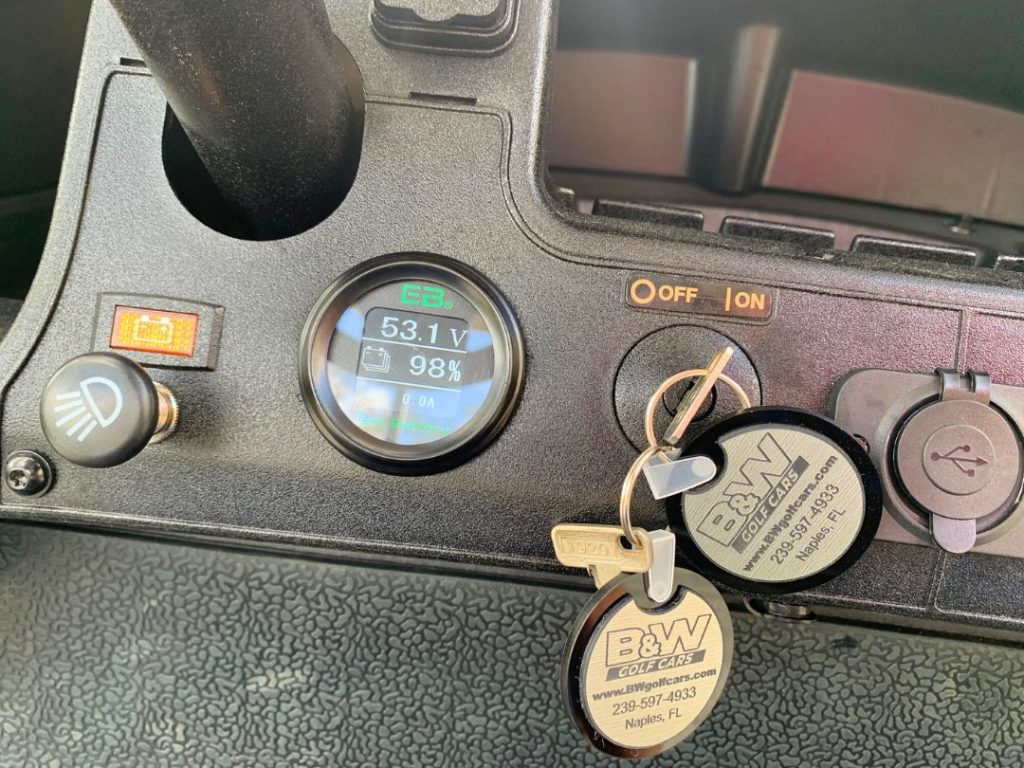 EB®
53.1 V
98%
0.0A
OFF | ON
B&W
GOLF CARS
www.BWgolfcars.com
239-597-4933
Naples, FL
1920
B&W
GOLF CARS
www.BWgolfcars.com
239-597-4933
Naples, FL